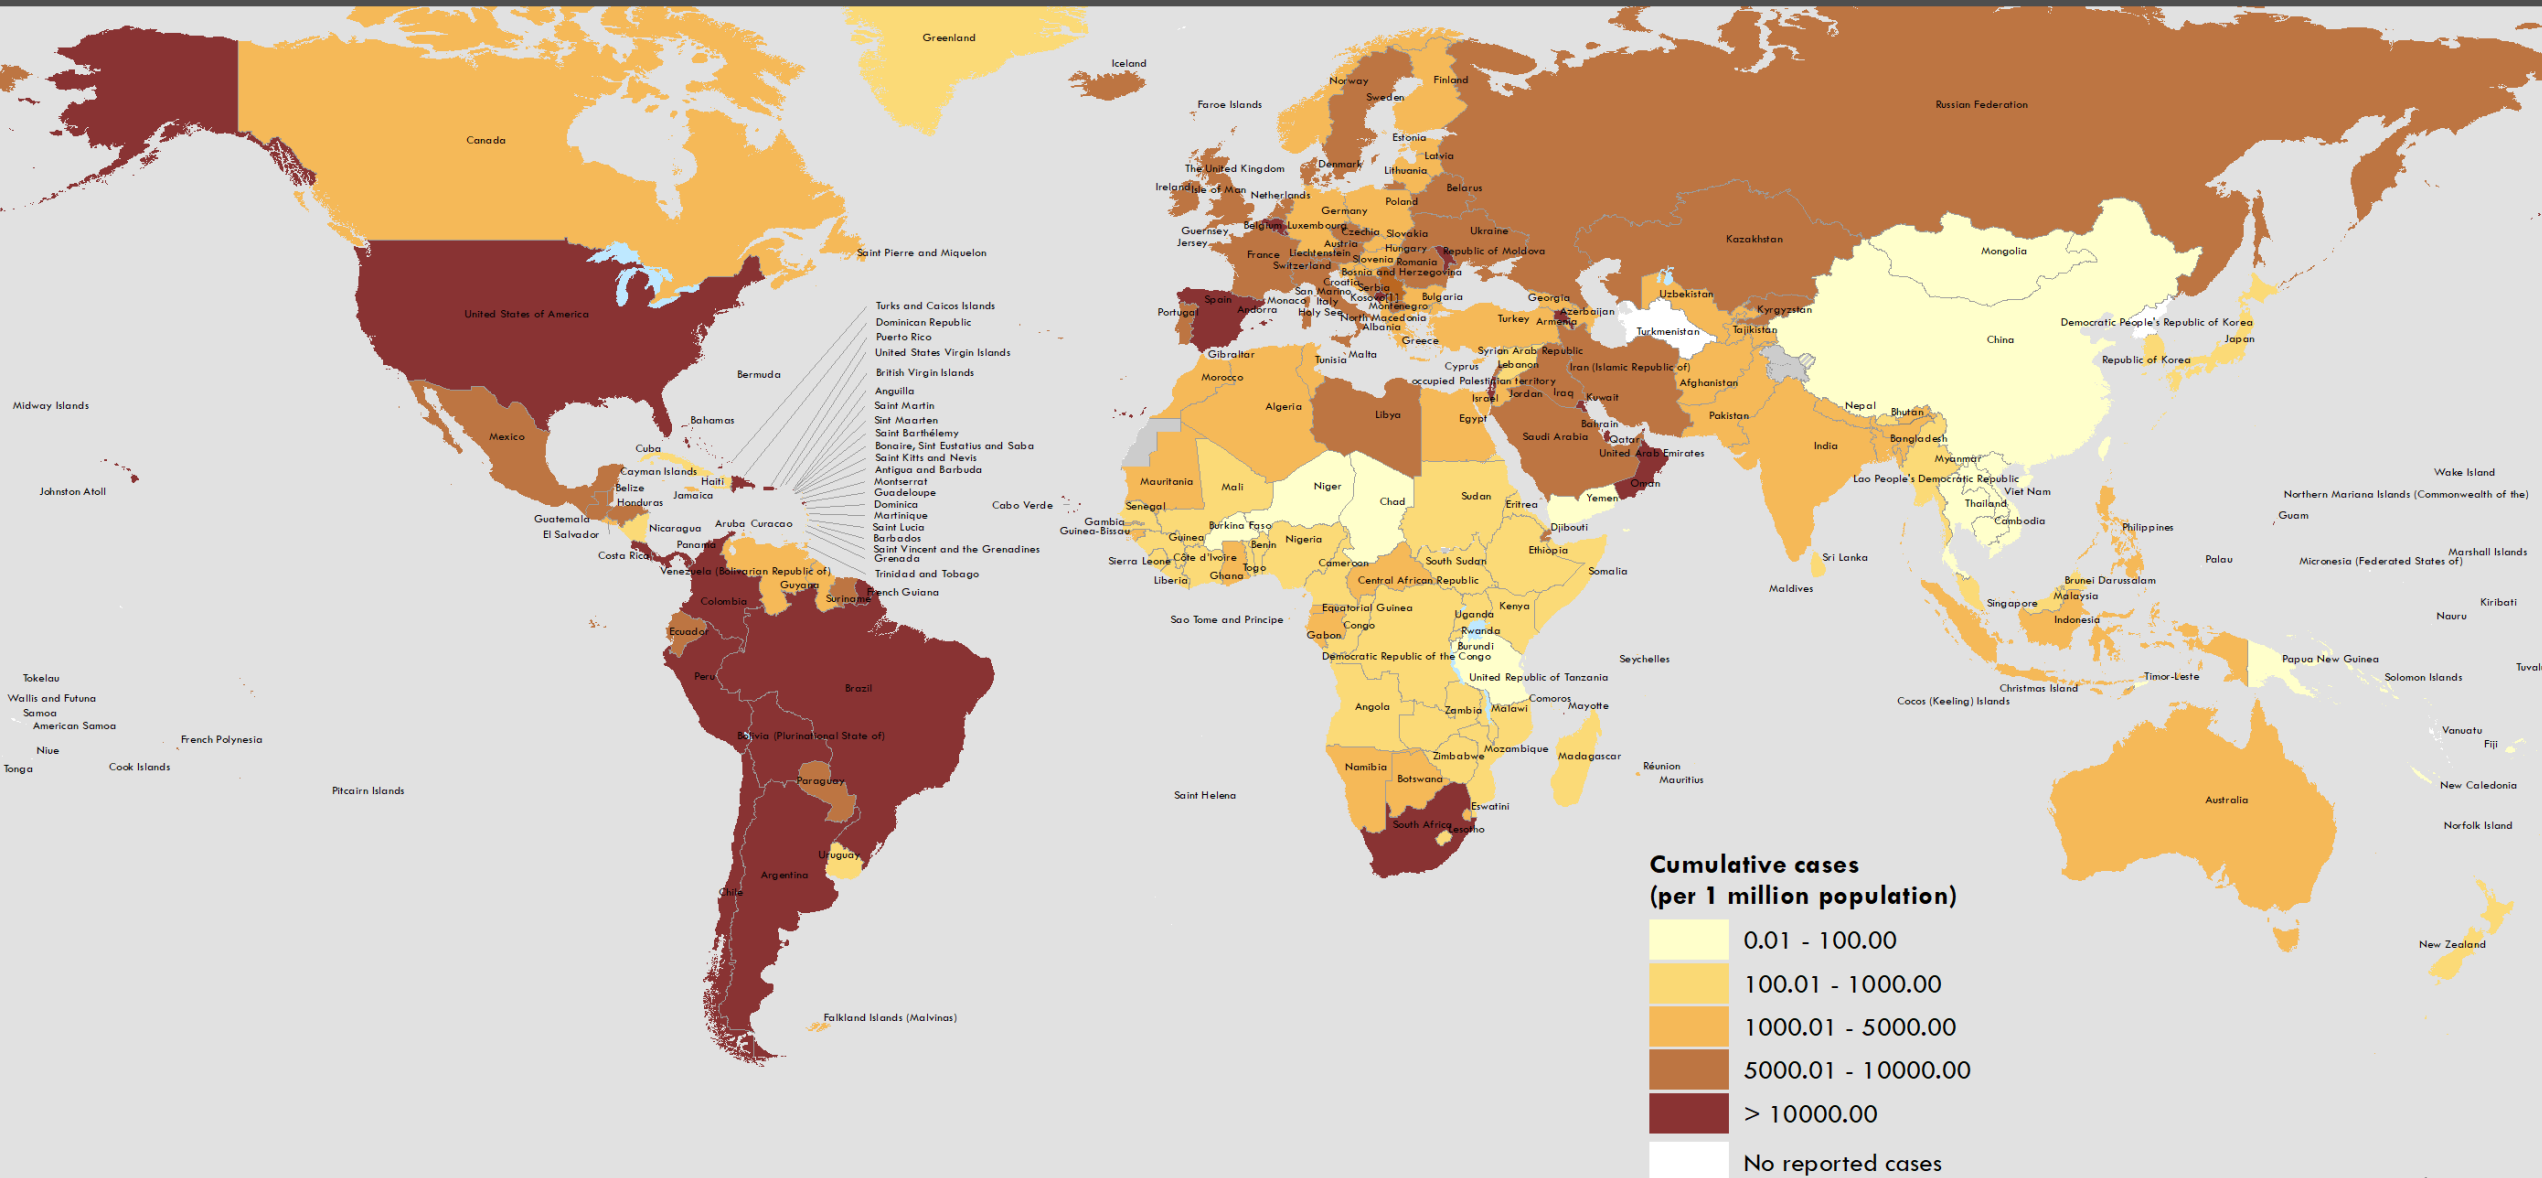 Greenland
Iceland
Norway
Finland
Sweden
Faroe Islands
Russian Federation
Canada
Estonia
Latvia
Denmark
The United Kingdom
Lithuania
Ireland
Isle of Man
Netherlands
Belarus
Poland
Germany
Guernsey
Belgium
Luxembourg
Czechia
Slovakia
Ukraine
Jersey
Austria
Hungary
Republic of Moldova
Kazakhstan
Mongolia
Saint Pierre and Miquelon
France
Liechtenstein
Slovenia
Romania
Switzerland
Bosnia and Herzegovina
Croatia
San Marino
Serbia
Uzbekistan
Spain
Monaco
Italy
Kosovo[1]
Bulgaria
Georgia
Turks and Caicos Islands
Andorra
Montenegro
Azerbaijan
Kyrgyzstan
United States of America
Portugal
Holy See
North Macedonia
Turkey
Armenia
Dominican Republic
Albania
Turkmenistan
Tajikistan
Democratic People's Republic of Korea
Puerto Rico
Greece
China
Japan
United States Virgin Islands
Gibraltar
Tunisia
Malta
Syrian Arab Republic
Republic of Korea
Bermuda
British Virgin Islands
Morocco
Cyprus
Lebanon
Iran (Islamic Republic of)
occupied Palestinian territory
Afghanistan
Anguilla
Israel
Jordan
Iraq
Kuwait
Midway Islands
Saint Martin
Algeria
Libya
Egypt
Pakistan
Nepal
Bhutan
Bahamas
Sint Maarten
Bahrain
Mexico
Saint Barthélemy
Saudi Arabia
Qatar
India
Bangladesh
Cuba
Bonaire, Sint Eustatius and Saba
United Arab Emirates
Myanmar
Saint Kitts and Nevis
Cayman Islands
Antigua and Barbuda
Wake Island
Johnston Atoll
Belize
Haiti
Montserrat
Mauritania
Mali
Niger
Oman
Lao People's Democratic Republic
Honduras
Jamaica
Guadeloupe
Chad
Sudan
Yemen
Viet Nam
Northern Mariana Islands (Commonwealth of the)
Dominica
Cabo Verde
Senegal
Eritrea
Thailand
Guatemala
Nicaragua
Aruba
Curacao
Martinique
Gambia
Burkina Faso
Djibouti
Cambodia
Guam
El Salvador
Saint Lucia
Guinea-Bissau
Guinea
Benin
Nigeria
Philippines
Panama
Barbados
Costa Rica
Saint Vincent and the Grenadines
Grenada
Sierra Leone
Côte d'Ivoire
Togo
Cameroon
South Sudan
Ethiopia
Sri Lanka
Palau
Marshall Islands
Micronesia (Federated States of)
Venezuela (Bolivarian Republic of)
Trinidad and Tobago
Liberia
Ghana
Central African Republic
Somalia
Guyana
French Guiana
Maldives
Brunei Darussalam
Colombia
Suriname
Equatorial Guinea
Kenya
Singapore
Malaysia
Kiribati
Ecuador
Sao Tome and Principe
Congo
Uganda
Indonesia
Nauru
Gabon
Rwanda
Democratic Republic of the Congo
Burundi
Seychelles
Papua New Guinea
Tuval
Tokelau
Peru
Brazil
United Republic of Tanzania
Timor-Leste
Solomon Islands
Wallis and Futuna
Christmas Island
Samoa
Angola
Zambia
Malawi
Comoros
Mayotte
Cocos (Keeling) Islands
American Samoa
Vanuatu
Niue
French Polynesia
Bolivia (Plurinational State of)
Mozambique
Fiji
Tonga
Cook Islands
Namibia
Zimbabwe
Madagascar
Réunion
Paraguay
Botswana
Mauritius
Pitcairn Islands
Saint Helena
Eswatini
New Caledonia
Australia
South Africa
Lesotho
Norfolk Island
Uruguay
Argentina
Chile
New Zealand
Falkland Islands (Malvinas)
Cumulative cases
(per 1 million population)
0.01 - 100.00
100.01 - 1000.00
1000.01 - 5000.00
5000.01 - 10000.00
> 10000.00
No reported cases